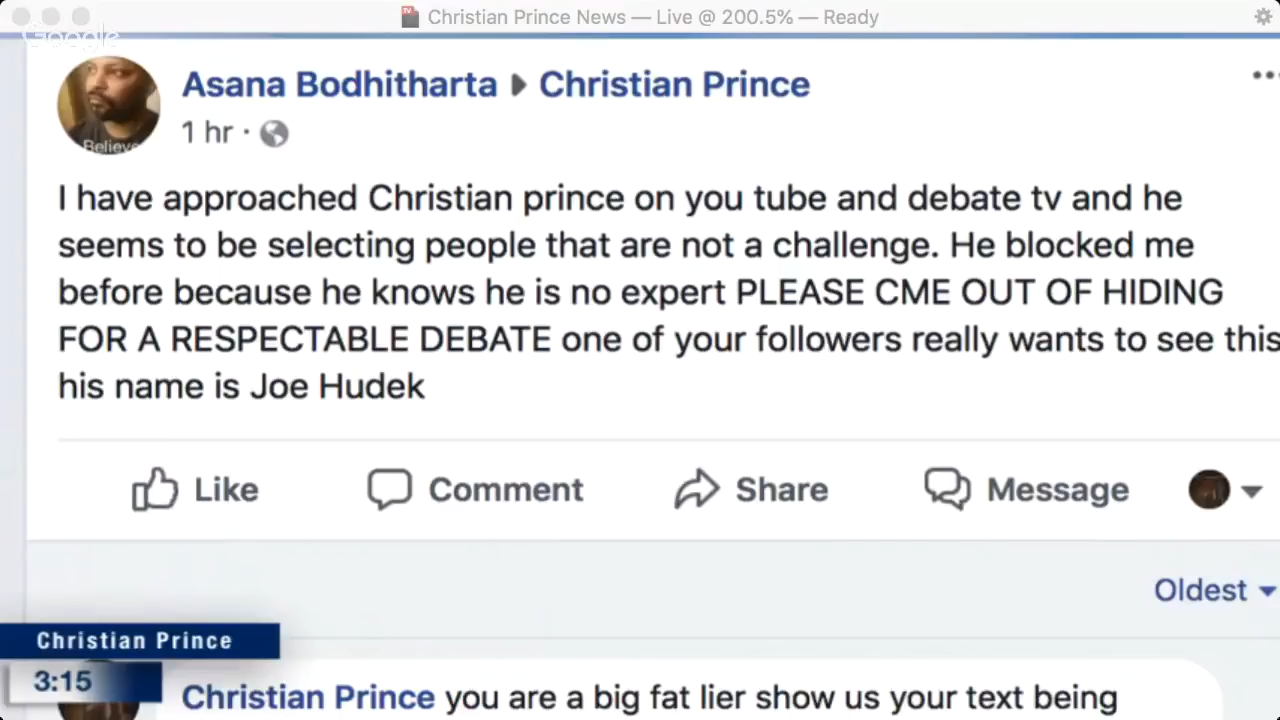 Christian Prince News — Live @ 200.5% — Ready
Google
Asana Bodhitharta ▸ Christian Prince
Believe
1 hr ·
I have approached Christian prince on you tube and debate tv and he
seems to be selecting people that are not a challenge. He blocked me
before because he knows he is no expert PLEASE CME OUT OF HIDING
FOR A RESPECTABLE DEBATE one of your followers really wants to see this
his name is Joe Hudek
Like Comment Share Message
Oldest
Christian Prince
3:15
Christian Prince you are a big fat lier show us your text being